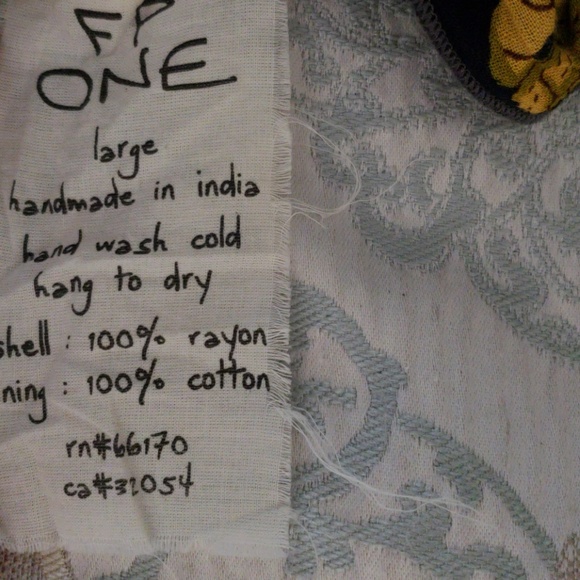 FP
ONE
large
handmade in india
hand wash cold
hang to dry
shell : 100% rayon
ning : 100% cotton
rn#66170
ca#32054